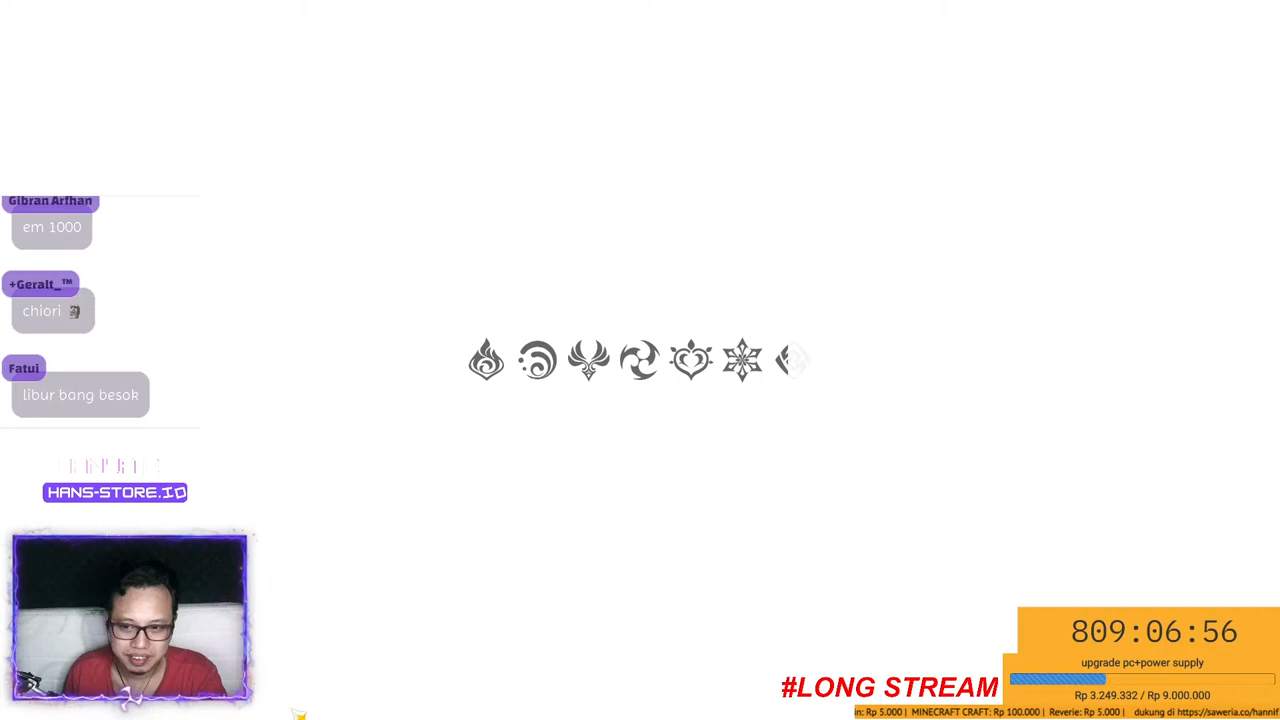 Gibran Arfhan
em 1000
+Geralt_™
chiori
Fatui
libur bang besok
HANS-STORE.ID
809:06:56
upgrade pc+power supply
Rp 3.249.332 / Rp 9.000.000
#LONG STREAM
in: Rp 5.000 | MINECRAFT CRAFT: Rp 100.000 | Reverie: Rp 5.000 | dukung di https://saweria.co/hannif